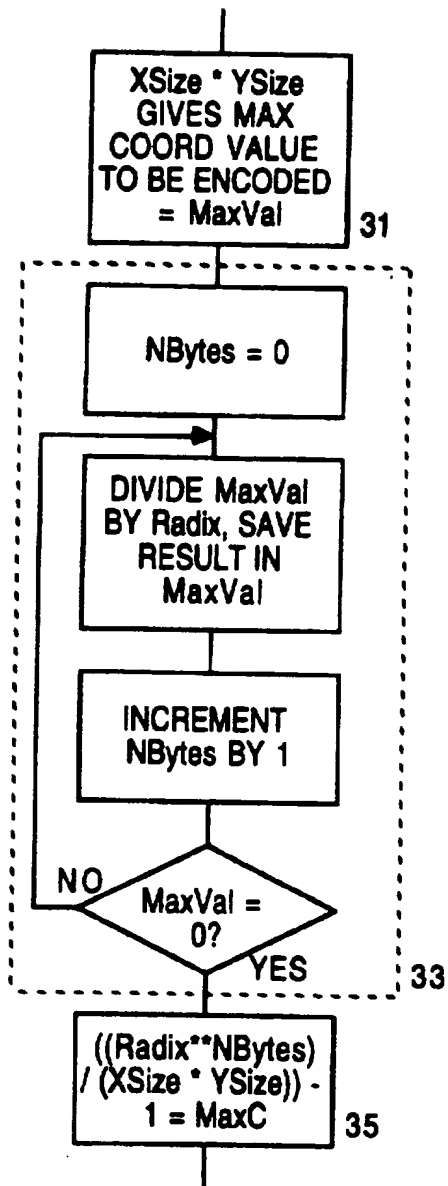 XSize * YSize
GIVES MAX
COORD VALUE
TO BE ENCODED
= MaxVal
31
NBytes = 0
DIVIDE MaxVal
BY Radix, SAVE
RESULT IN
MaxVal
INCREMENT
NBytes BY 1
NO
MaxVal =
0?
YES
33
((Radix**NBytes)
/ (XSize * YSize)) -
1 = MaxC
35